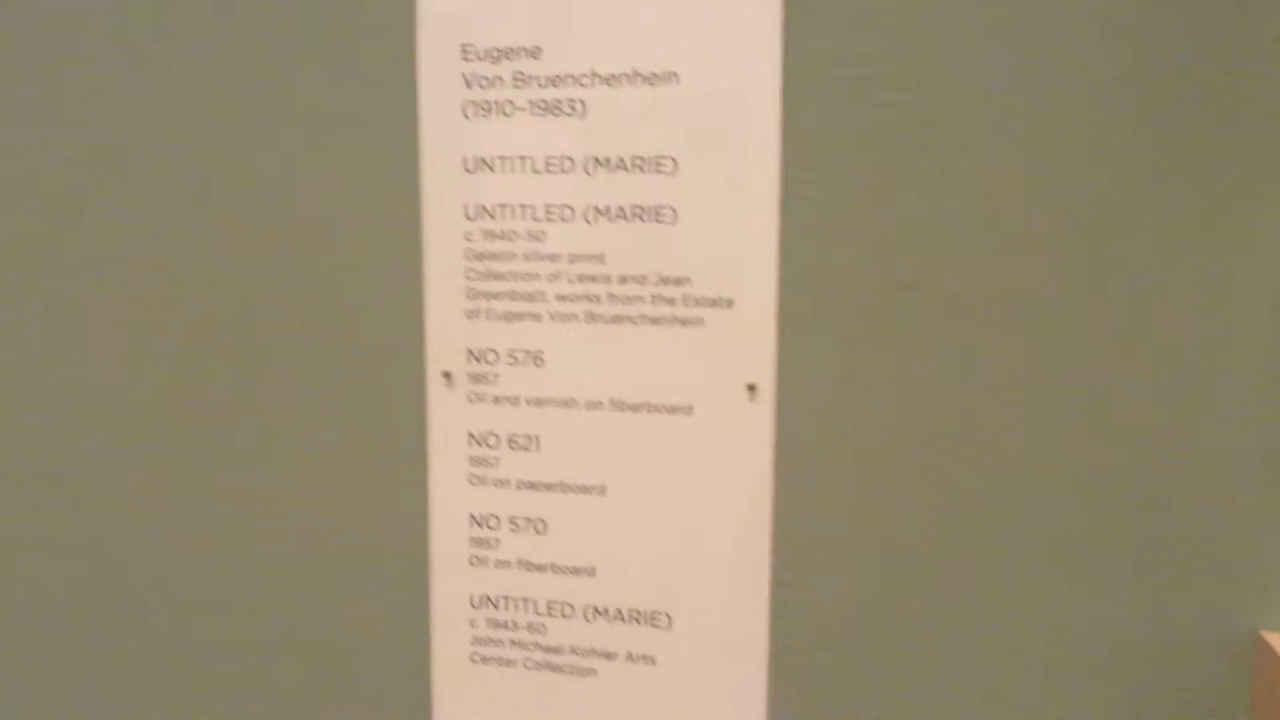 Eugene
Von Bruenchenhein
(1910–1983)
UNTITLED (MARIE)
UNTITLED (MARIE)
c. 1940-50
Gelatin silver print
Collection of Lewis and Jean
Greenblatt, works from the Estate
of Eugene Von Bruenchenhein
NO 576
1957
Oil and varnish on fiberboard
NO 621
1957
Oil on paperboard
NO 570
1957
Oil on fiberboard
UNTITLED (MARIE)
c. 1943-60
John Michael Kohler Arts
Center Collection